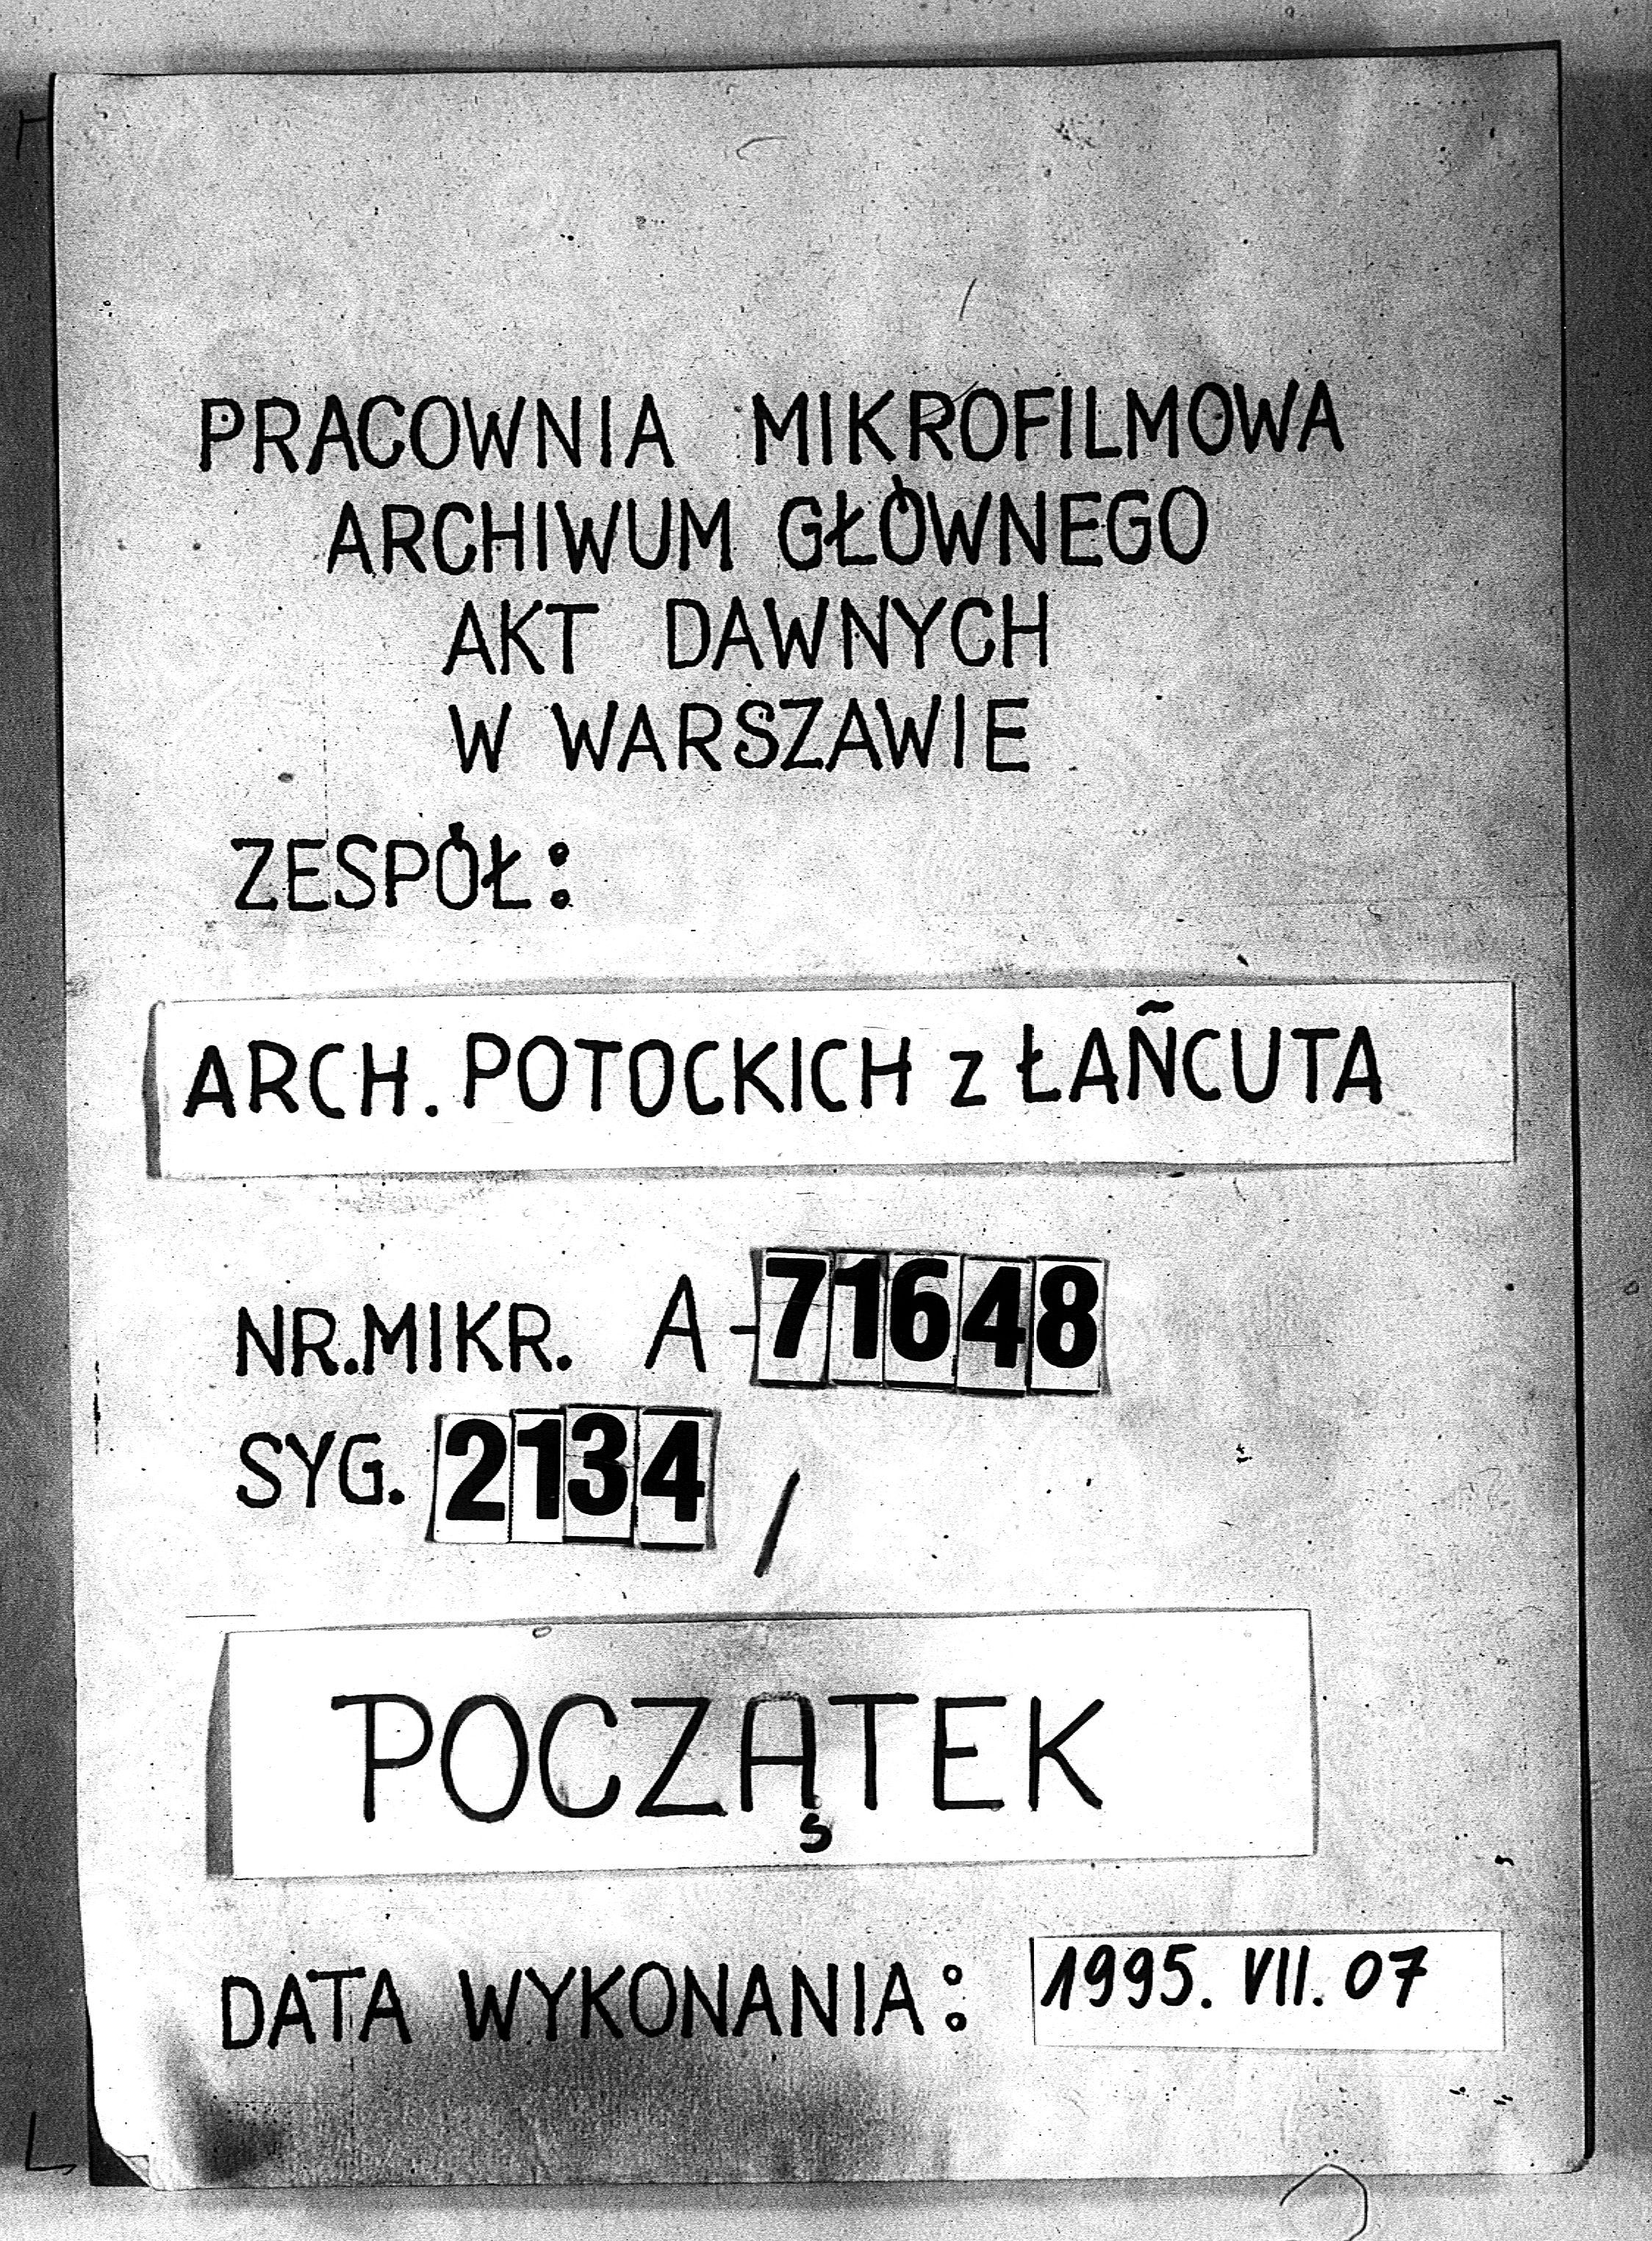 PRACOWNIA MIKROFILMOWA
ARCHIWUM GŁÓWNEGO
AKT DAWNYCH
W WARSZAWIE
ZESPÓŁ:
ARCH. POTOCKICH z ŁAŃCUTA
NR.MIKR. A-71648
SYG. 2134 /
POCZĄTEK
DATA WYKONANIA: 1995. VII. 07